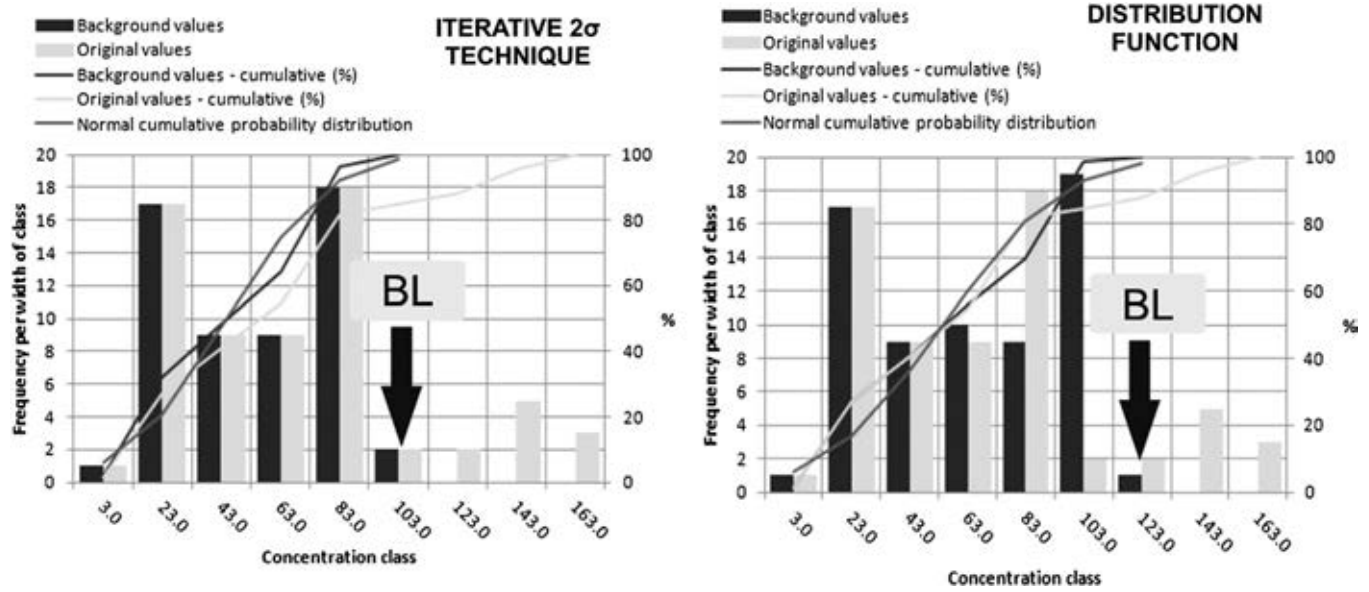 Background values
Original values
Background values - cumulative (%)
Original values - cumulative (%)
Normal cumulative probability distribution
ITERATIVE 2σ
TECHNIQUE
20
18
16
14
12
10
8
6
4
2
0
Frequency per width of class
100
80
60
40
20
0
%
BL
3.0
23.0
43.0
63.0
83.0
103.0
123.0
143.0
163.0
Concentration class
Background values
Original values
Background values - cumulative (%)
Original values - cumulative (%)
Normal cumulative probability distribution
DISTRIBUTION
FUNCTION
20
18
16
14
12
10
8
6
4
2
0
Frequency per width of class
100
80
60
40
20
0
%
BL
3.0
23.0
43.0
63.0
83.0
103.0
123.0
143.0
163.0
Concentration class